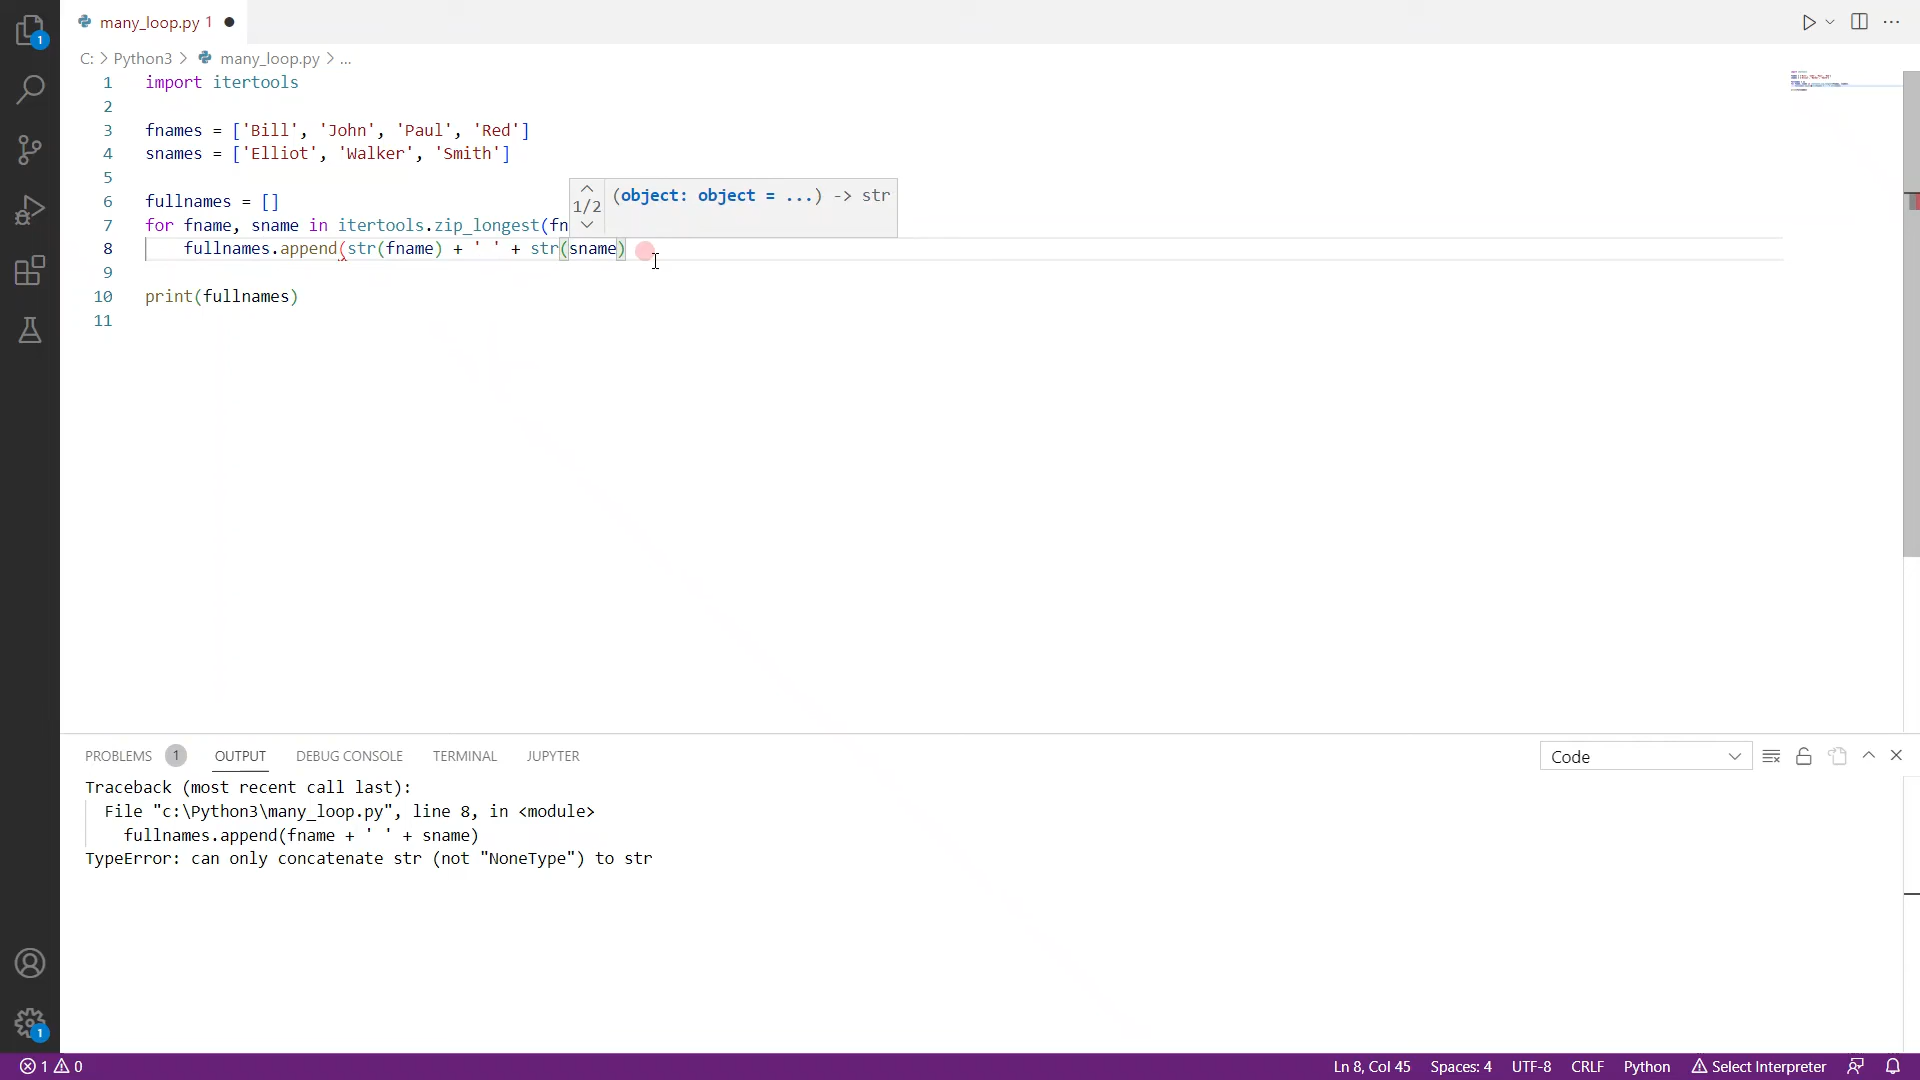 1
many_loop.py 1
C: > Python3 > many_loop.py > ...
1 import itertools
2
3 fnames = ['Bill', 'John', 'Paul', 'Red']
4 snames = ['Elliot', 'Walker', 'Smith']
5
6 fullnames = []
1/2 (object: object = ...) -> str
7 for fname, sname in itertools.zip_longest(fn
8 fullnames.append(str(fname) + ' ' + str(sname)
9
10 print(fullnames)
11
PROBLEMS 1 OUTPUT DEBUG CONSOLE TERMINAL JUPYTER Code
Traceback (most recent call last):
File "c:\Python3\many_loop.py", line 8, in <module>
fullnames.append(fname + ' ' + sname)
TypeError: can only concatenate str (not "NoneType") to str
1
1 0 Ln 8, Col 45 Spaces: 4 UTF-8 CRLF Python Select Interpreter